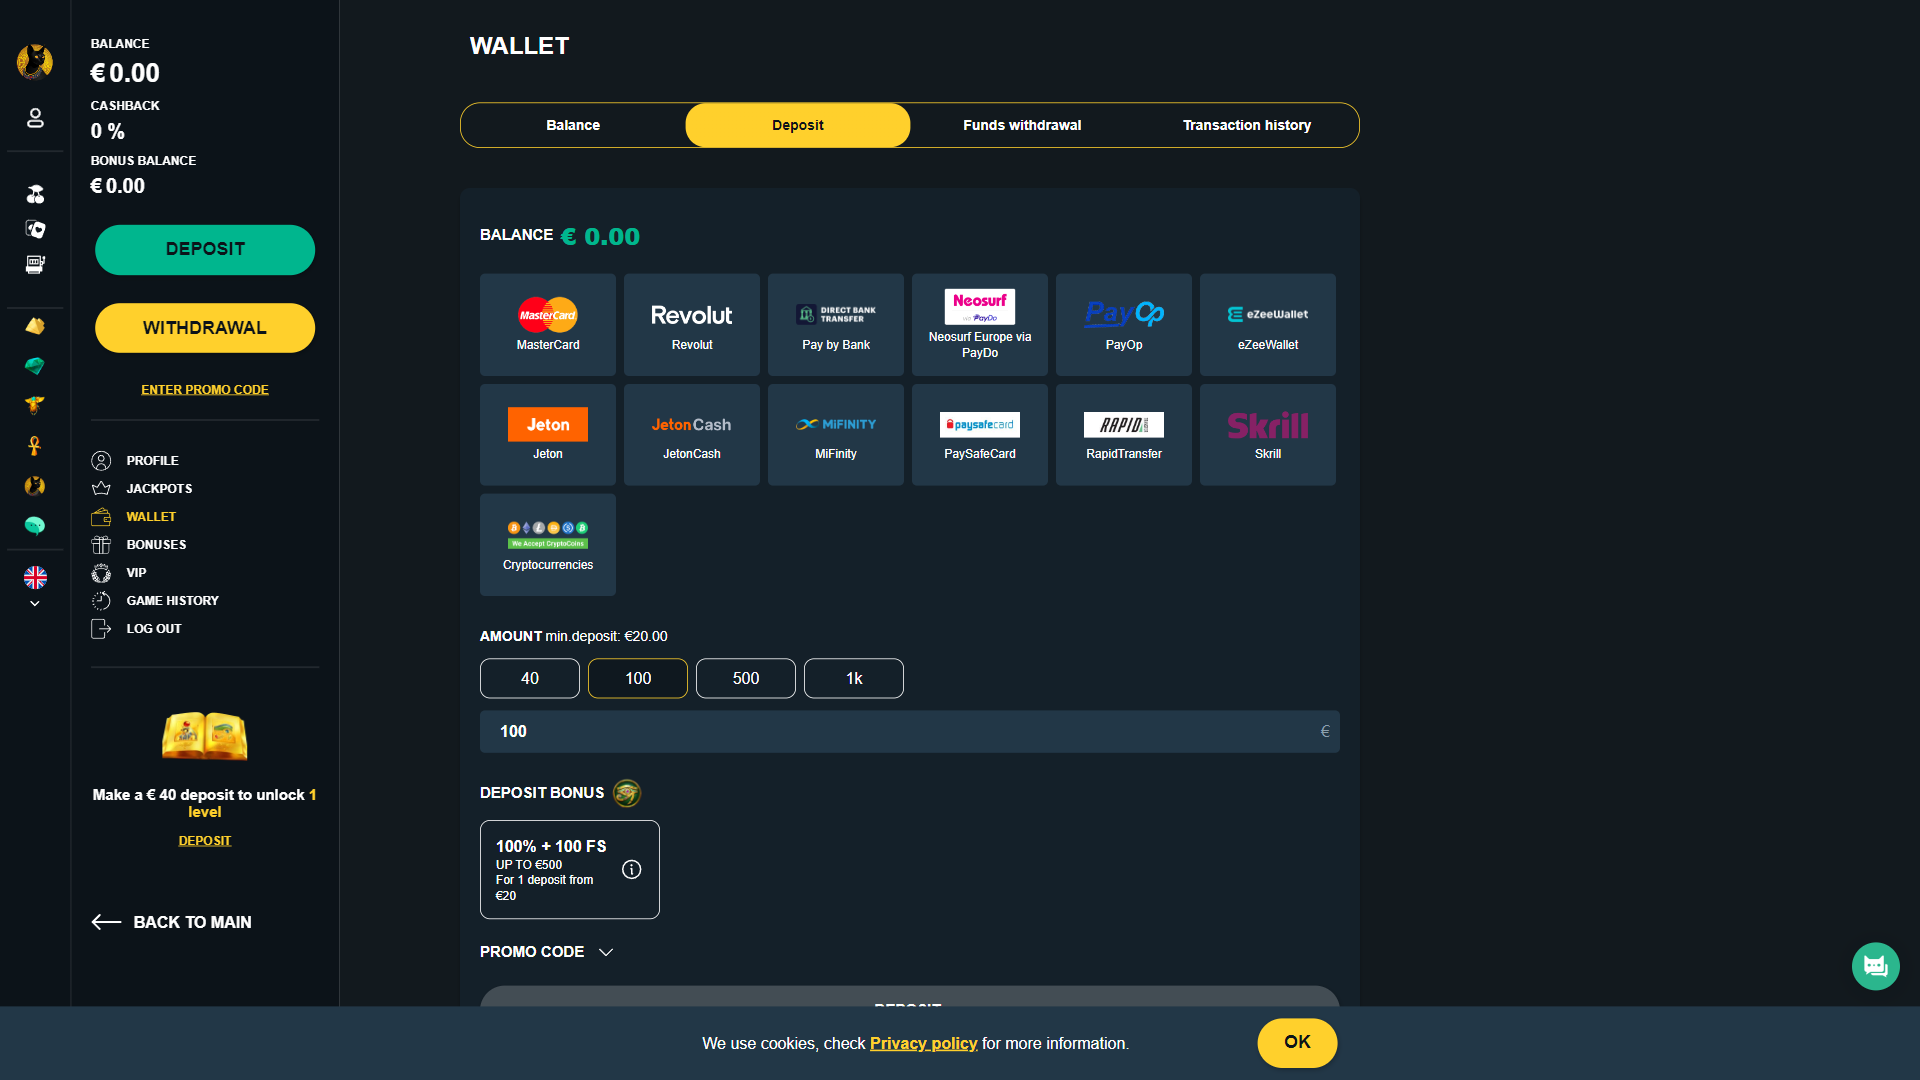 BALANCE
€ 0.00
CASHBACK
0 %
BONUS BALANCE
€ 0.00
DEPOSIT
WITHDRAWAL
ENTER PROMO CODE
PROFILE
JACKPOTS
WALLET
BONUSES
VIP
GAME HISTORY
LOG OUT
Make a € 40 deposit to unlock 1
level
DEPOSIT
BACK TO MAIN
WALLET
Balance
Deposit
Funds withdrawal
Transaction history
BALANCE € 0.00
MasterCard
MasterCard
Revolut
Revolut
DIRECT BANK
TRANSFER
Pay by Bank
Neosurf
via PayDo
Neosurf Europe via
PayDo
PayOp
PayOp
eZeeWallet
eZeeWallet
Jeton
Jeton
JetonCash
JetonCash
MiFINITY
MiFinity
paysafecard
PaySafeCard
RAPID
RapidTransfer
Skrill
Skrill
We Accept CryptoCoins
Cryptocurrencies
AMOUNT min.deposit: €20.00
40
100
500
1k
100
€
DEPOSIT BONUS
100% + 100 FS
UP TO €500
For 1 deposit from
€20
PROMO CODE
DEPOSIT
We use cookies, check Privacy policy for more information.
OK